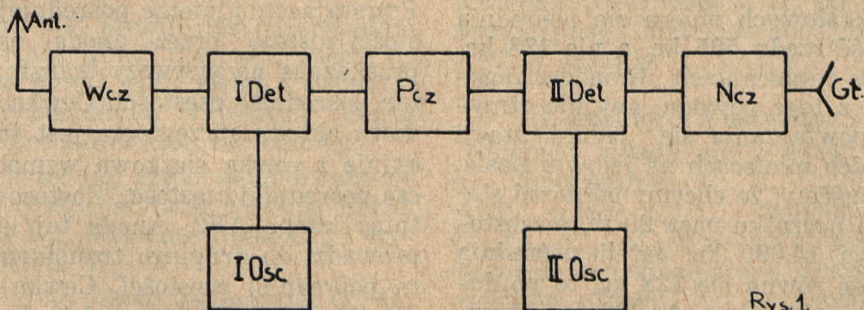 Ant.
Wcz
I Det
Pcz
II Det
Ncz
Gł.
I Osc
II Osc
Rys.1.